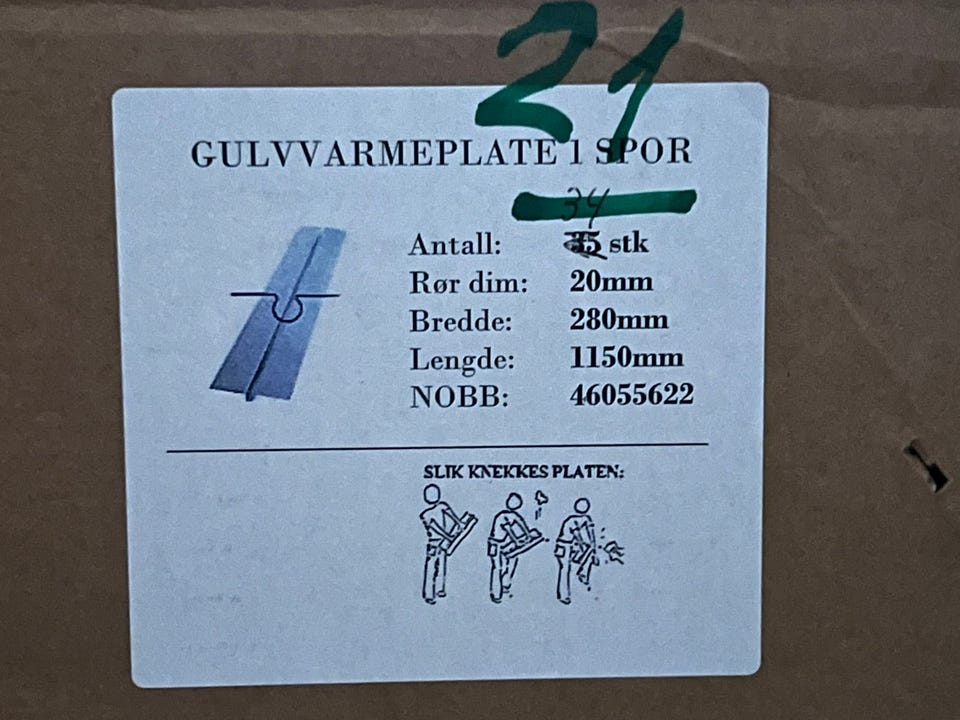 21
GULVVARMEPLATE 1 SPOR
34
Antall: 35 stk
Rør dim: 20mm
Bredde: 280mm
Lengde: 1150mm
NOBB: 46055622
SLIK KNEKKES PLATEN: